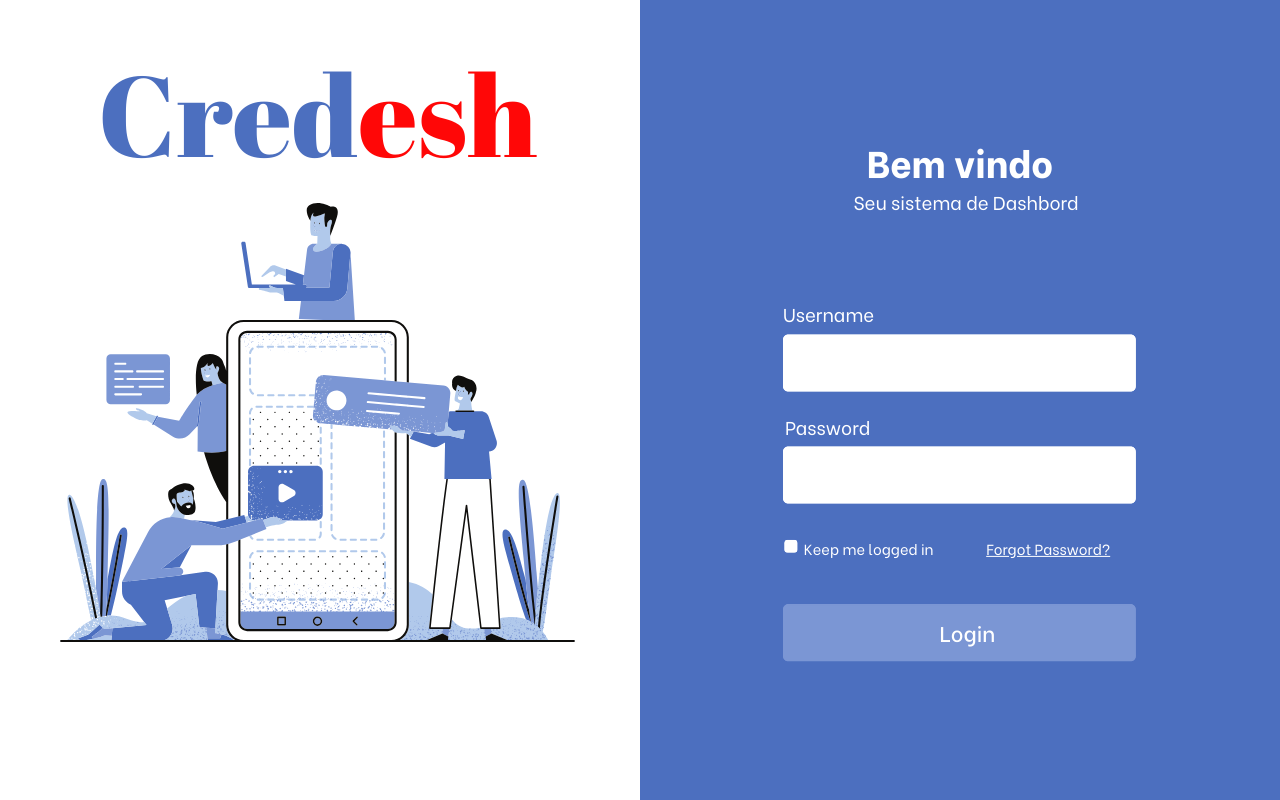 Credesh
Bem vindo
Seu sistema de Dashbord
Username
Password
Keep me logged in
Forgot Password?
Login